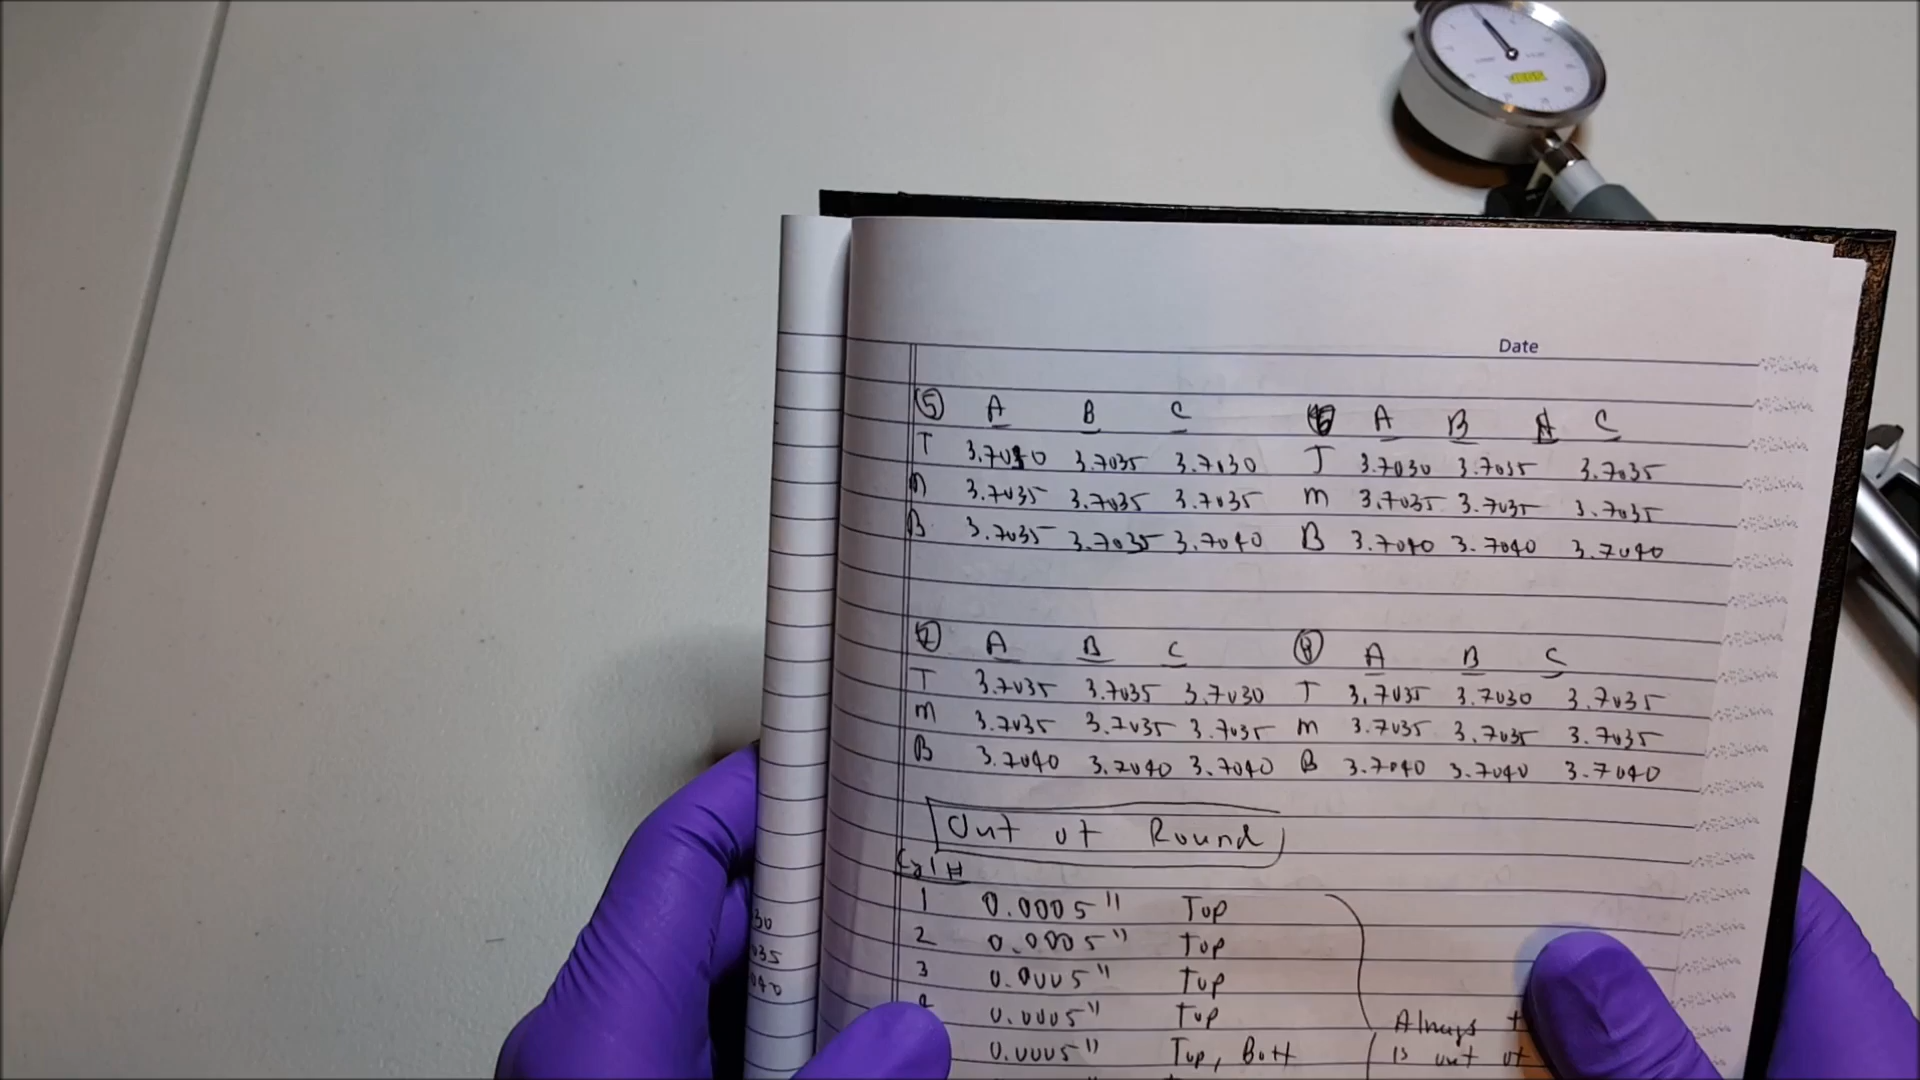 Date
⑤ A B C A B C
T 3.7040 3.7035 3.7030 T 3.7030 3.7035 3.7035
M 3.7035 3.7035 3.7035 M 3.7035 3.7035 3.7035
B 3.7035 3.7035 3.7040 B 3.7040 3.7040 3.7040
⑦ A B C ⑧ A B C
T 3.7035 3.7035 3.7030 T 3.7035 3.7030 3.7035
M 3.7035 3.7035 3.7035 M 3.7035 3.7035 3.7035
B 3.7040 3.7040 3.7040 B 3.7040 3.7040 3.7040
Out of Round
Cyl #
1 0.0005" Top
2 0.0005" Top
3 0.0005" Top
0.0005" Top
0.0005" Top, Bott
Always
is out of
30
035
040